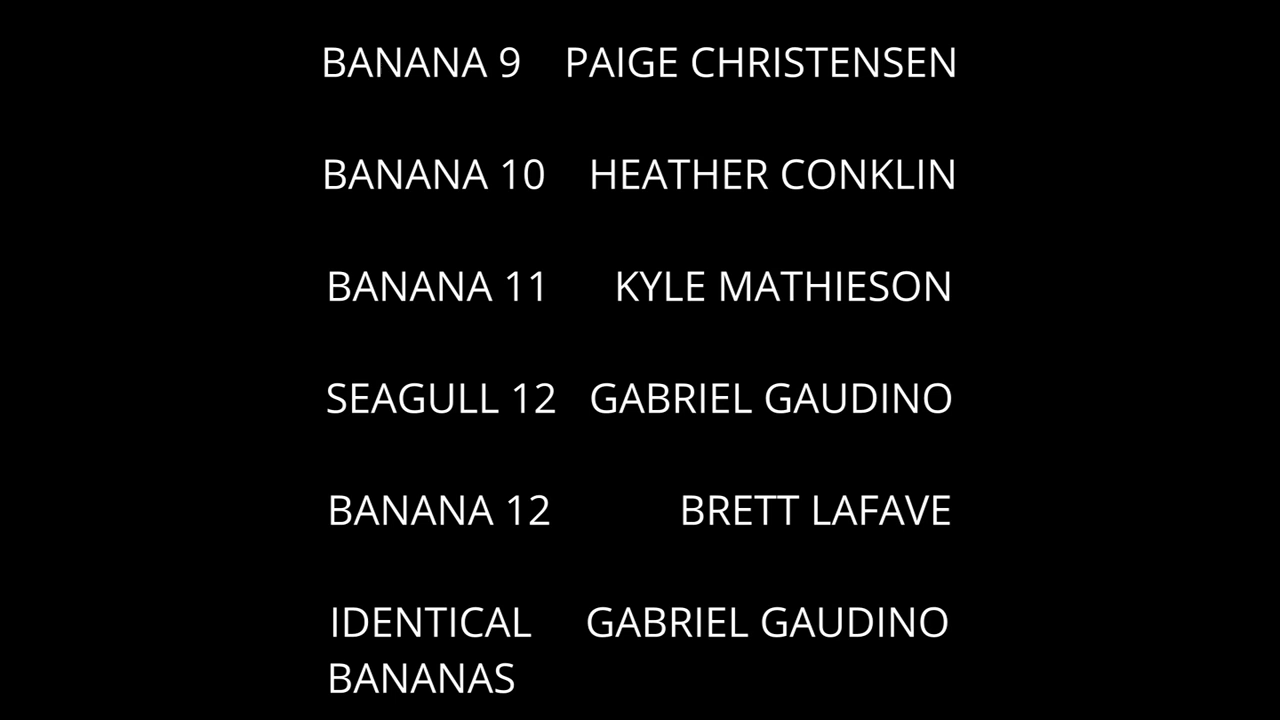 BANANA 9 PAIGE CHRISTENSEN
BANANA 10 HEATHER CONKLIN
BANANA 11 KYLE MATHIESON
SEAGULL 12 GABRIEL GAUDINO
BANANA 12 BRETT LAFAVE
IDENTICAL GABRIEL GAUDINO
BANANAS